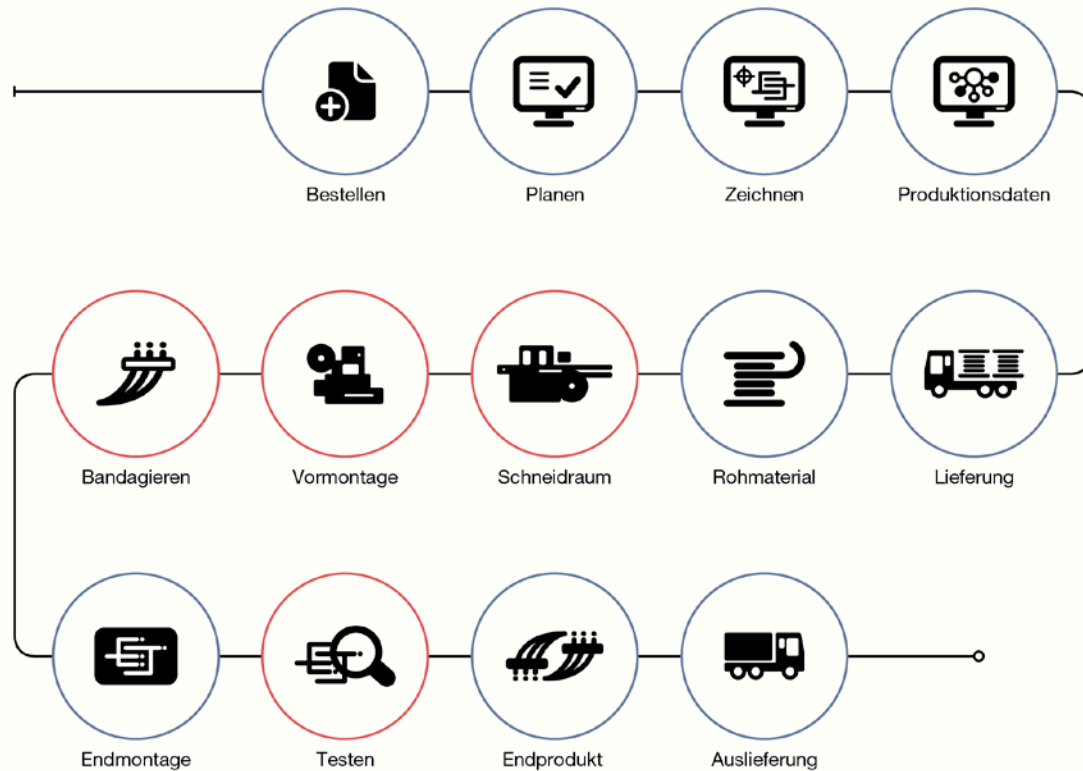 Bestellen
Planen
Zeichnen
Produktionsdaten
Bandagieren
Vormontage
Schneidraum
Rohmaterial
Lieferung
Endmontage
Testen
Endprodukt
Auslieferung